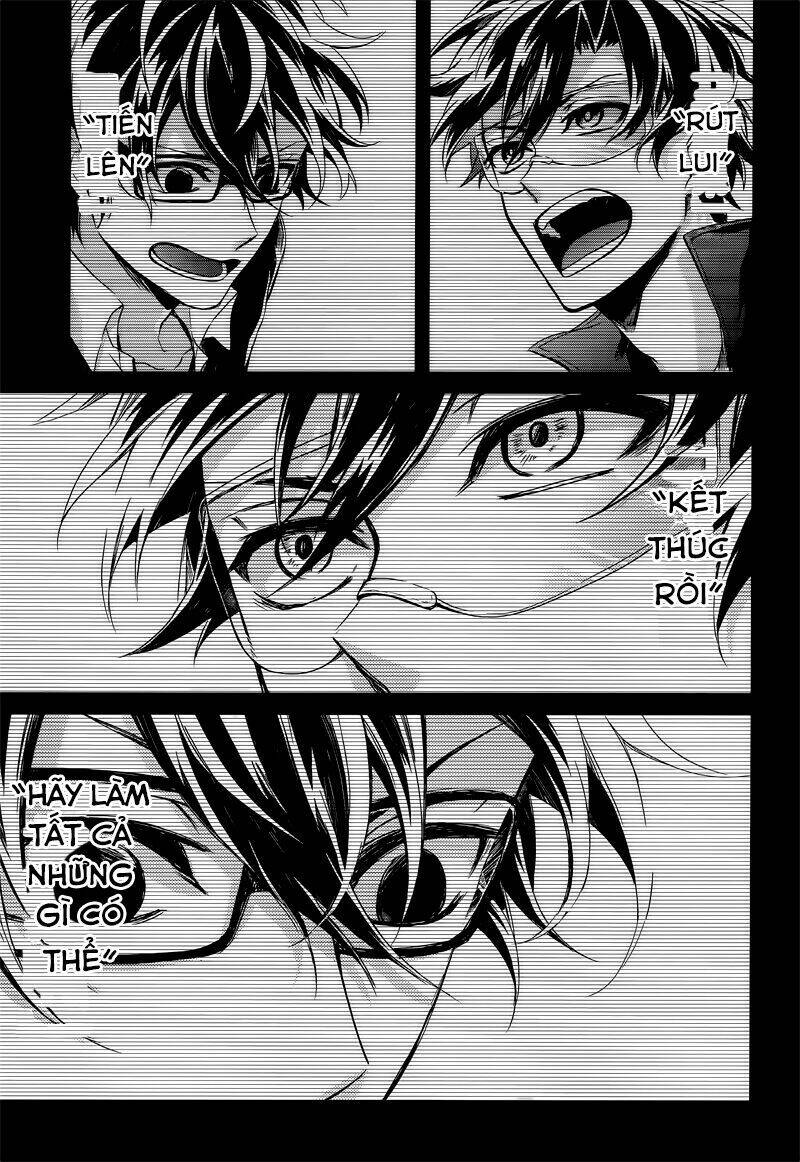 "RÚT
LUI"
"TIẾN
LÊN"
"KẾT
THÚC
RỒI"
"HÃY LÀM
TẤT CẢ
NHỮNG
GÌ CÓ
THỂ"